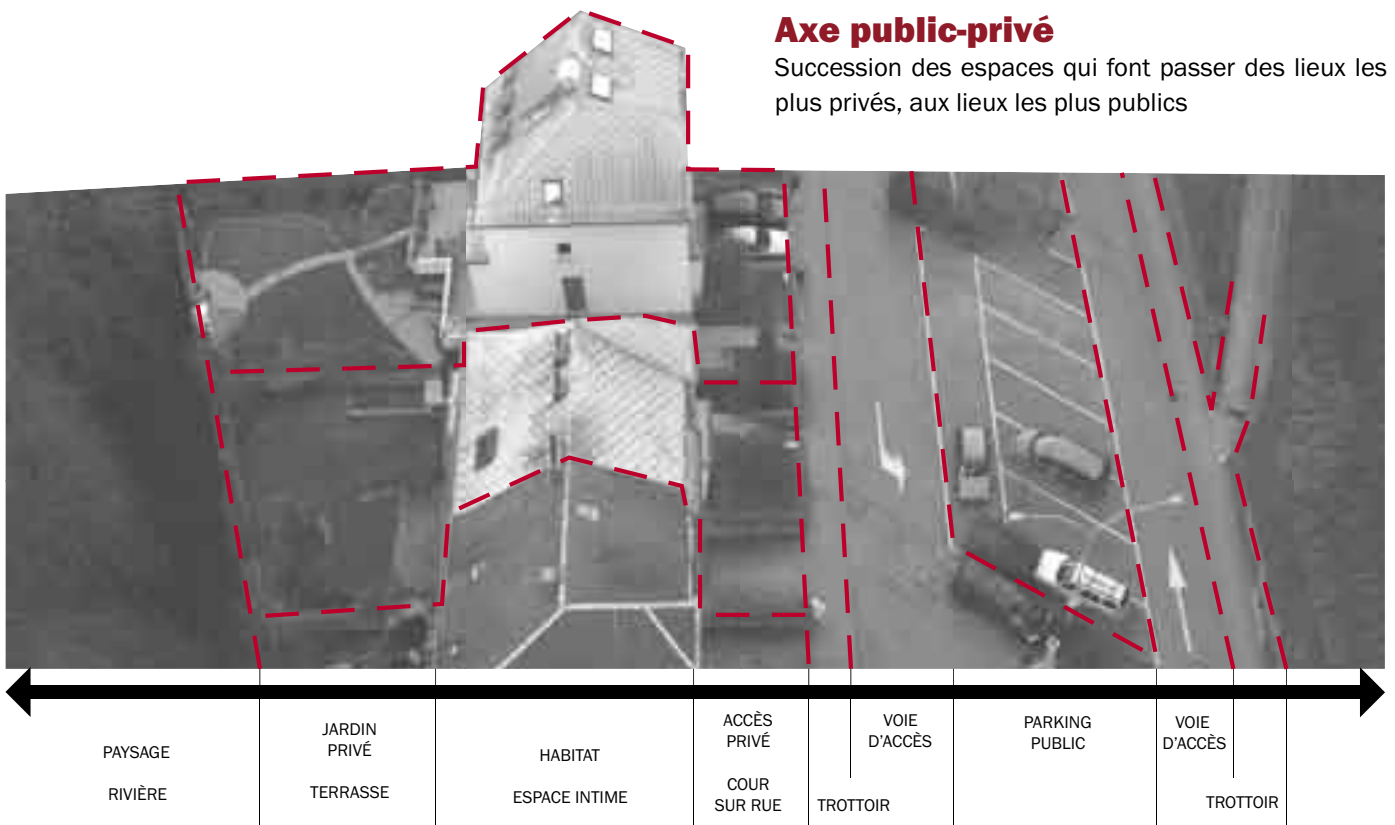 Axe public-privé
Succession des espaces qui font passer des lieux les
plus privés, aux lieux les plus publics
PAYSAGE
RIVIÈRE
JARDIN
PRIVÉ
TERRASSE
HABITAT
ESPACE INTIME
ACCÈS
PRIVÉ
COUR
SUR RUE
TROTTOIR
VOIE
D'ACCÈS
PARKING
PUBLIC
VOIE
D'ACCÈS
TROTTOIR